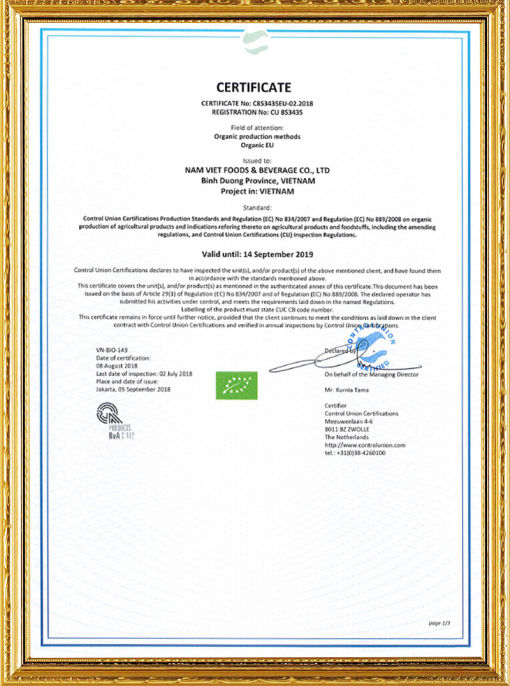 CERTIFICATE
CERTIFICATE No: C853435EU-02.2018
REGISTRATION No: CU 853435
Field of attention:
Organic production methods
Organic EU
Issued to:
NAM VIET FOODS & BEVERAGE CO., LTD
Binh Duong Province, VIETNAM
Project in: VIETNAM
Standard:
Control Union Certifications Production Standards and Regulation (EC) No 834/2007 and Regulation (EC) No 889/2008 on organic
production of agricultural products and indications refering thereto on agricultural products and foodstuffs, including the amending
regulations, and Control Union Certifications (CU) Inspection Regulations.
Valid until: 14 September 2019
Control Union Certifications declares to have inspected the unit(s), and/or product(s) of the above mentioned client, and have found them
in accordance with the standards mentioned above.
This certificate covers the unit(s), and/or product(s) as mentioned in the authenticated annex of this certificate.This document has been
issued on the basis of Article 29(1) of Regulation (EC) No 834/2007 and of Regulation (EC) No 889/2008. The declared operator has
submitted his activities under control, and meets the requirements laid down in the named Regulations.
Labelling of the product must state CUC CB code number.
This certificate remains in force until further notice, provided that the client continues to meet the conditions as laid down in the client
contract with Control Union Certifications and verified in annual inspections by Control Union Certifications.
VN-BIO-149
Date of certification:
08 August 2018
Last date of inspection: 02 July 2018
Place and date of issue:
Jakarta, 05 September 2018
PRODUCTS
RvA C 412
CONTROL UNION
CERTIFIED
Declared by:
On behalf of the Managing Director
Mr. Kurnia Tama
Certifier
Control Union Certifications
Meeuwenlaan 4-6
8011 BZ ZWOLLE
The Netherlands
http://www.controlunion.com
tel.: +31(0)38-4260100
page 1/3